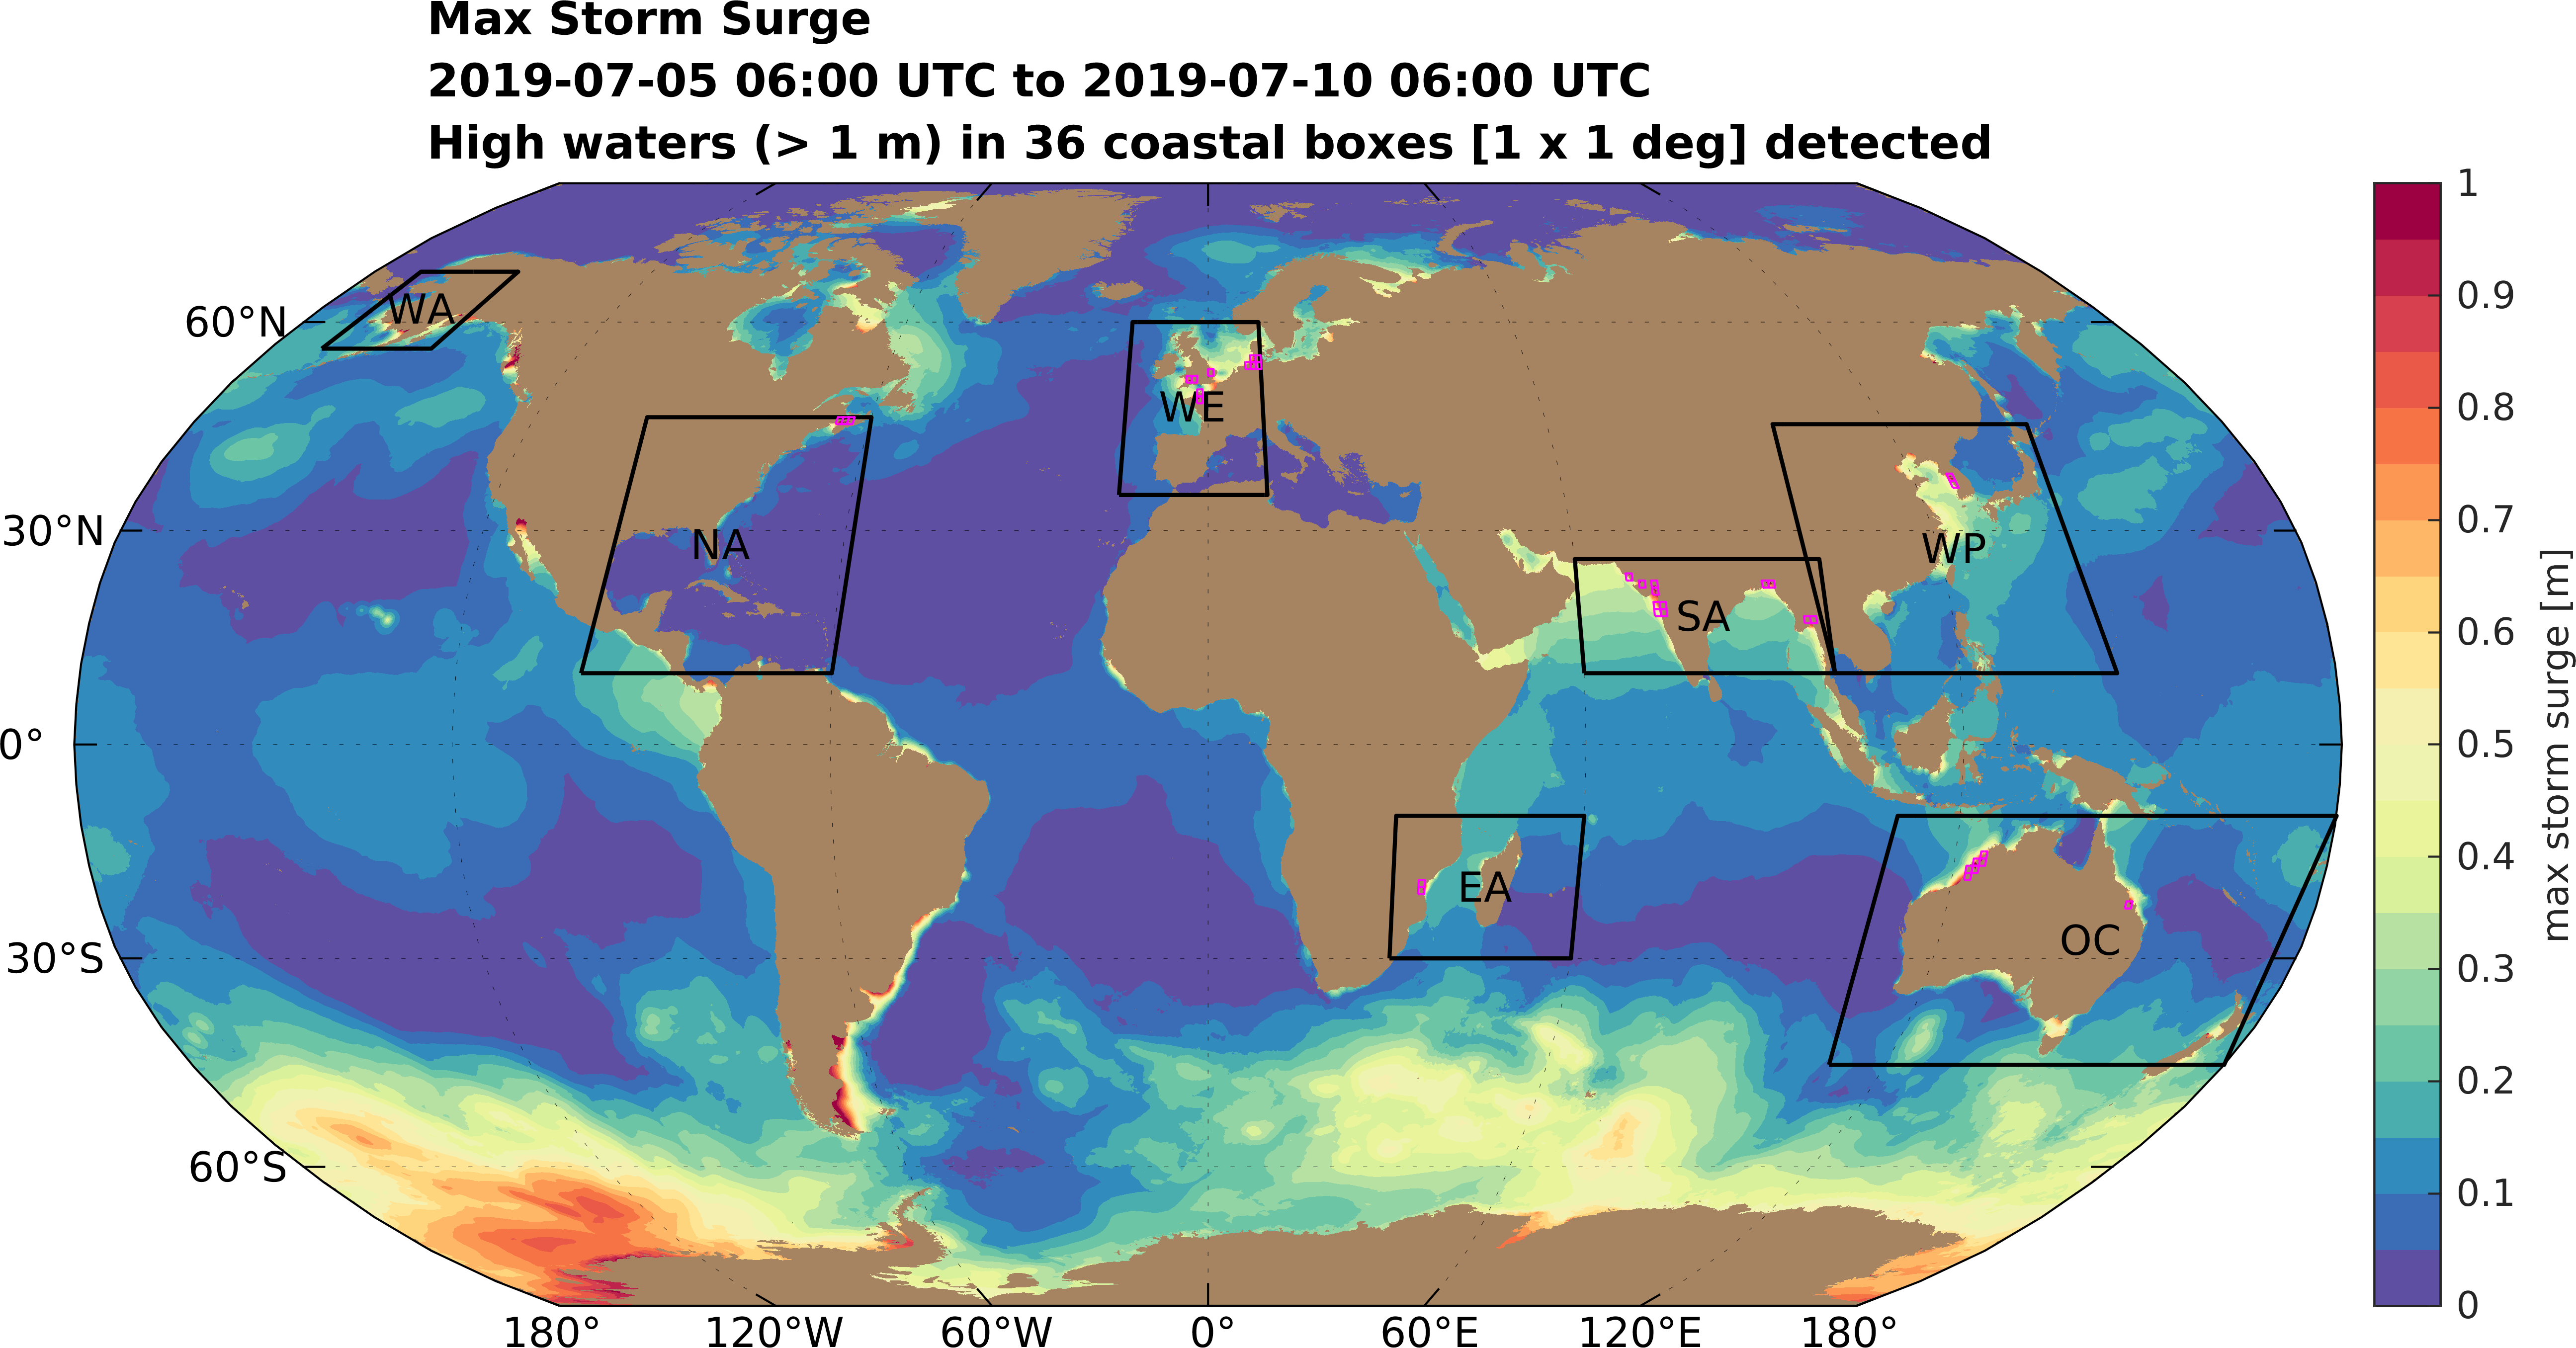 Max Storm Surge
2019-07-05 06:00 UTC to 2019-07-10 06:00 UTC
High waters (> 1 m) in 36 coastal boxes [1 x 1 deg] detected
60°N
30°N
0°
30°S
60°S
180°
120°W
60°W
0°
60°E
120°E
180°
WA
NA
WE
SA
WP
EA
OC
1
0.9
0.8
0.7
0.6
0.5
0.4
0.3
0.2
0.1
0
max storm surge [m]